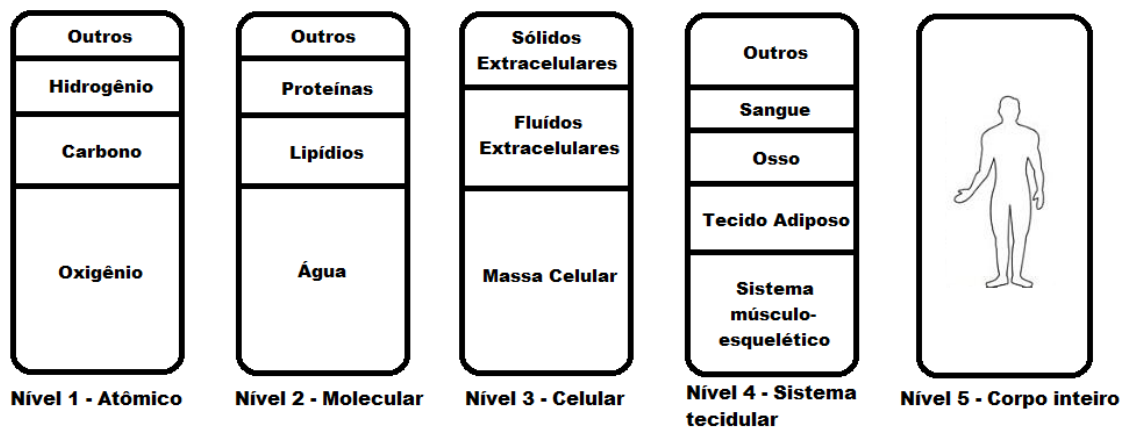 Outros
Hidrogênio
Carbono
Oxigênio
Nível 1 - Atômico
Outros
Proteínas
Lipídios
Água
Nível 2 - Molecular
Sólidos
Extracelulares
Fluídos
Extracelulares
Massa Celular
Nível 3 - Celular
Outros
Sangue
Osso
Tecido Adiposo
Sistema
músculo-
esquelético
Nível 4 - Sistema
tecidular
Nível 5 - Corpo inteiro